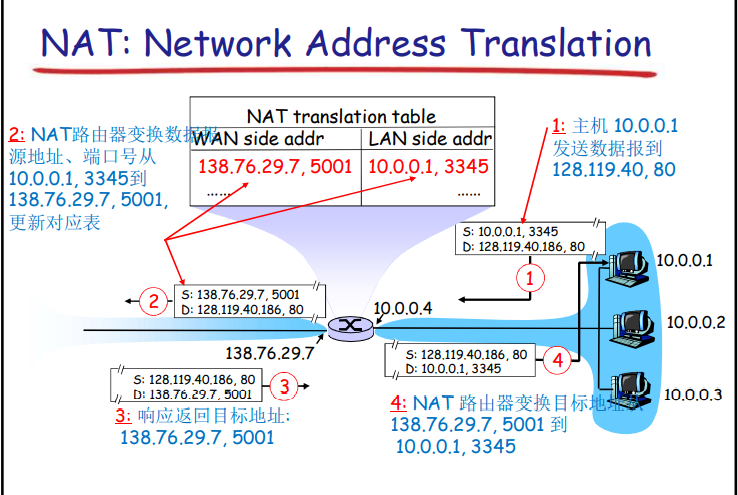 NAT: Network Address Translation
NAT translation table
WAN side addr
LAN side addr
138.76.29.7, 5001
10.0.0.1, 3345
……
……
2: NAT路由器变换数据报
源地址、端口号从
10.0.0.1, 3345到
138.76.29.7, 5001,
更新对应表
1: 主机 10.0.0.1
发送数据报到
128.119.40, 80
S: 10.0.0.1, 3345
D: 128.119.40.186, 80
1
10.0.0.1
S: 138.76.29.7, 5001
D: 128.119.40.186, 80
2
10.0.0.4
10.0.0.2
138.76.29.7
S: 128.119.40.186, 80
D: 10.0.0.1, 3345
4
S: 128.119.40.186, 80
D: 138.76.29.7, 5001
3
10.0.0.3
3: 响应返回目标地址:
138.76.29.7, 5001
4: NAT 路由器变换目标地址从
138.76.29.7, 5001 到
10.0.0.1, 3345